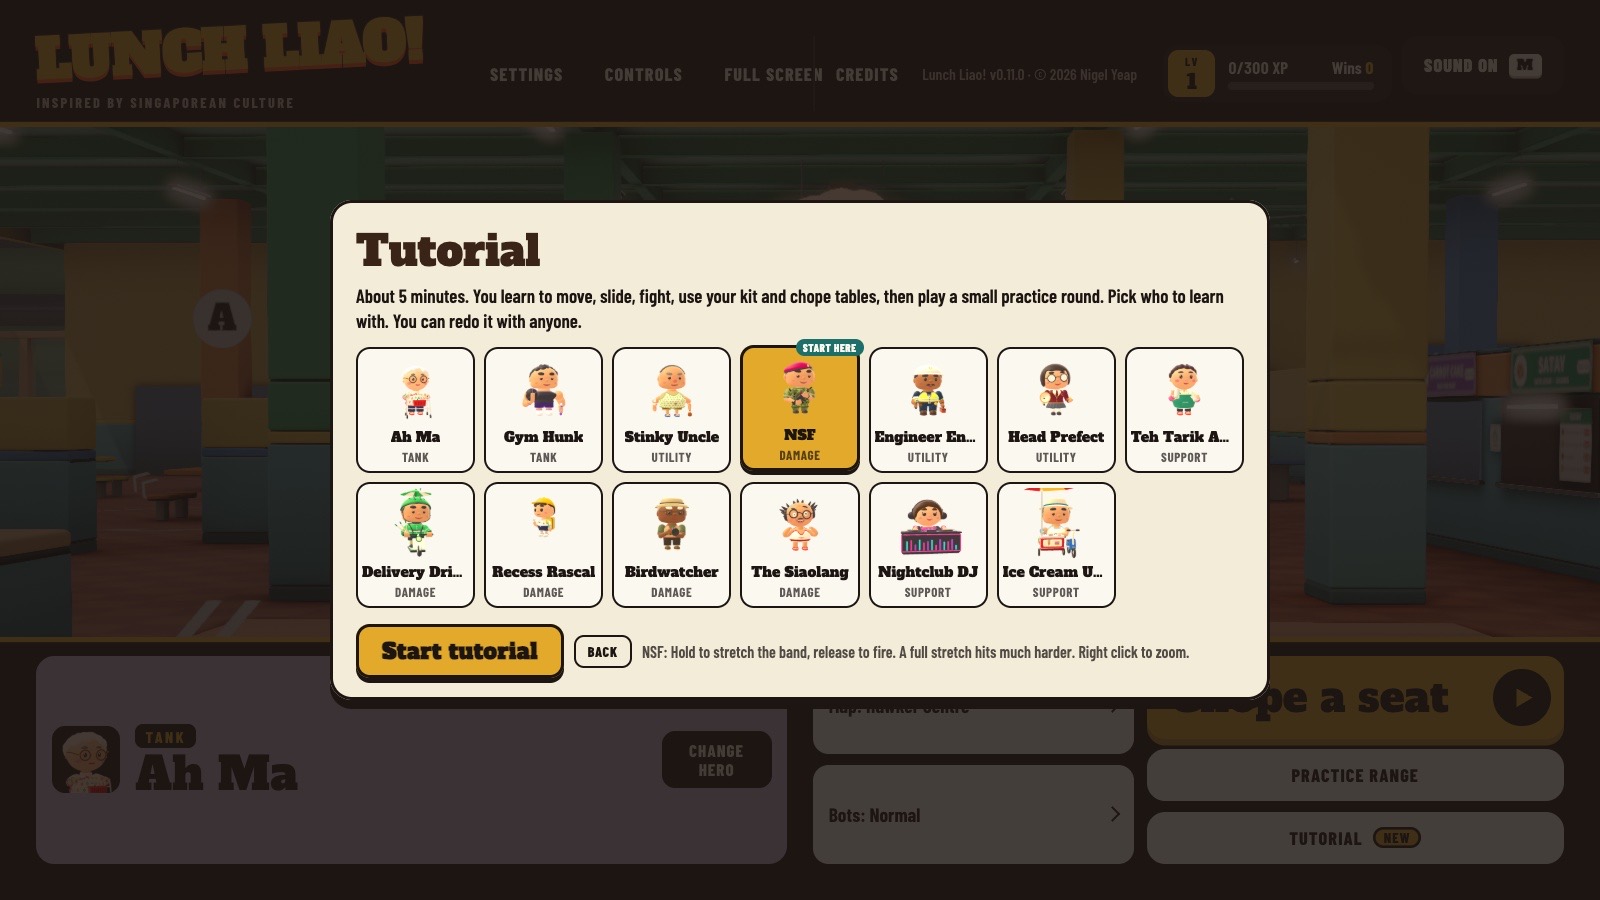 LUNCH LIAO!
INSPIRED BY SINGAPOREAN CULTURE
SETTINGS
CONTROLS
FULL SCREEN
CREDITS
Lunch Liao! v0.11.0 · © 2026 Nigel Yeap
LV
1
0/300 XP
Wins 0
SOUND ON
M
A
SATAY
Tutorial
About 5 minutes. You learn to move, slide, fight, use your kit and chope tables, then play a small practice round. Pick who to learn
with. You can redo it with anyone.
START HERE
Ah Ma
TANK
Gym Hunk
TANK
Stinky Uncle
UTILITY
NSF
DAMAGE
Engineer En...
UTILITY
Head Prefect
UTILITY
Teh Tarik A...
SUPPORT
Delivery Dri...
DAMAGE
Recess Rascal
DAMAGE
Birdwatcher
DAMAGE
The Siaolang
DAMAGE
Nightclub DJ
SUPPORT
Ice Cream U...
SUPPORT
Start tutorial
BACK
NSF: Hold to stretch the band, release to fire. A full stretch hits much harder. Right click to zoom.
TANK
Ah Ma
CHANGE
HERO
Bots: Normal
a seat
PRACTICE RANGE
TUTORIAL
NEW